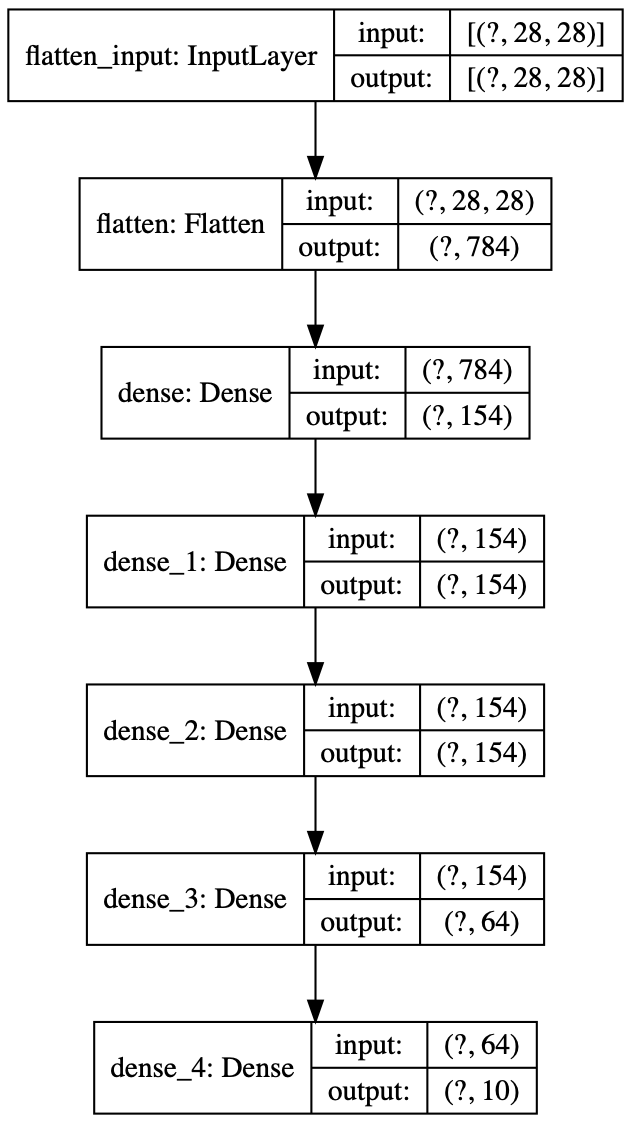 flatten_input: InputLayer
input: [(?, 28, 28)]
output: [(?, 28, 28)]
flatten: Flatten
input: (?, 28, 28)
output: (?, 784)
dense: Dense
input: (?, 784)
output: (?, 154)
dense_1: Dense
input: (?, 154)
output: (?, 154)
dense_2: Dense
input: (?, 154)
output: (?, 154)
dense_3: Dense
input: (?, 154)
output: (?, 64)
dense_4: Dense
input: (?, 64)
output: (?, 10)